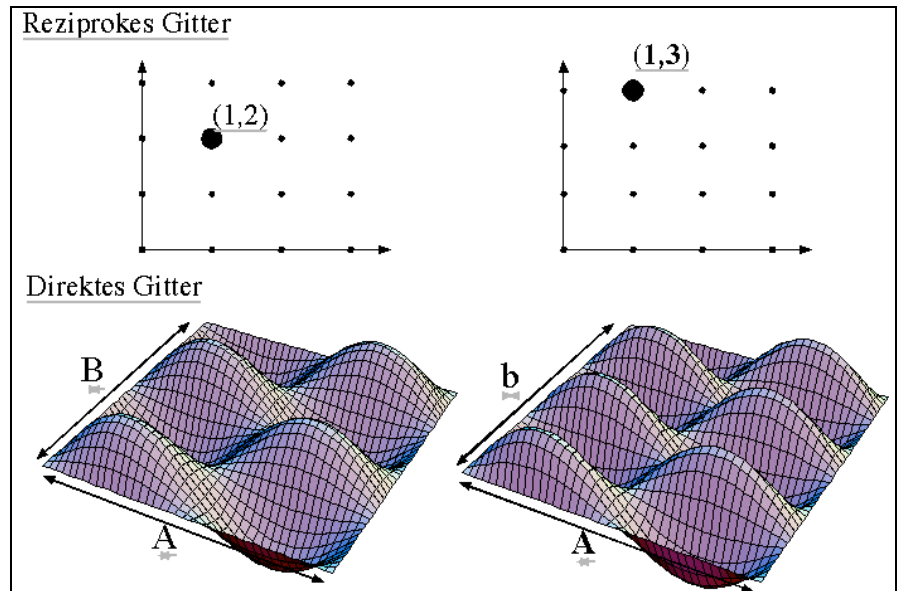 Reziprokes Gitter
(1,2)
(1,3)
Direktes Gitter
B
b
A
A